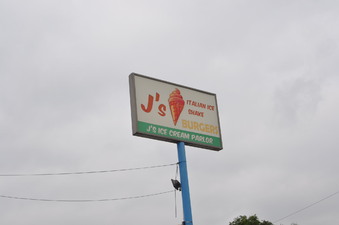 J's
ITALIAN ICE
SHAKE
BURGERS
J'S ICE CREAM PARLOR